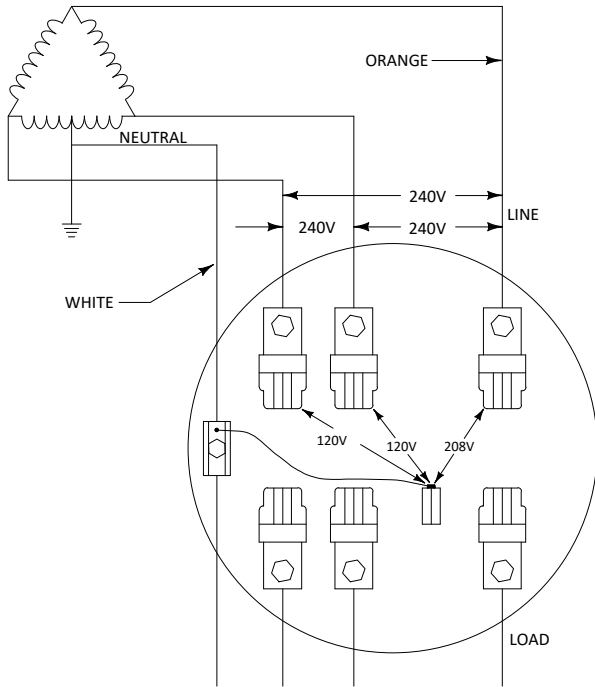 ORANGE
NEUTRAL
240V
LINE
240V
240V
WHITE
120V
120V
208V
LOAD